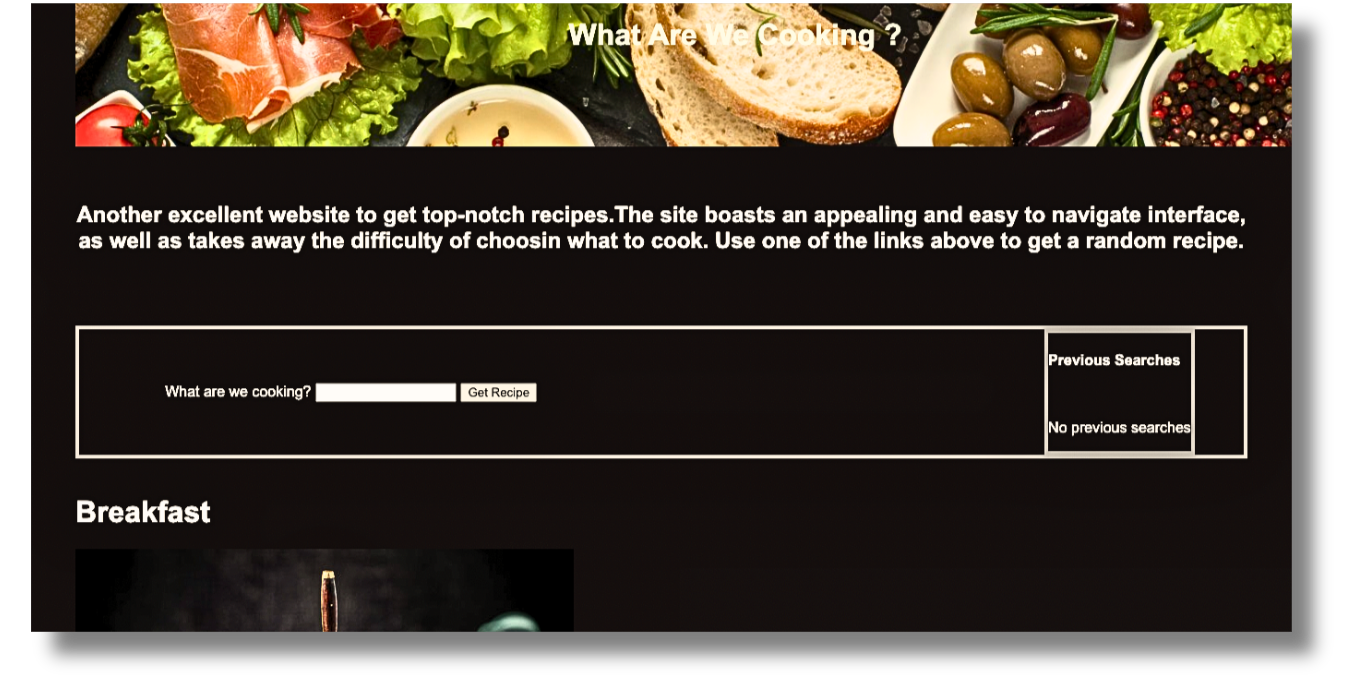 What Are We Cooking ?
Another excellent website to get top-notch recipes.The site boasts an appealing and easy to navigate interface,
as well as takes away the difficulty of choosin what to cook. Use one of the links above to get a random recipe.
What are we cooking? Get Recipe
Previous Searches
No previous searches
Breakfast